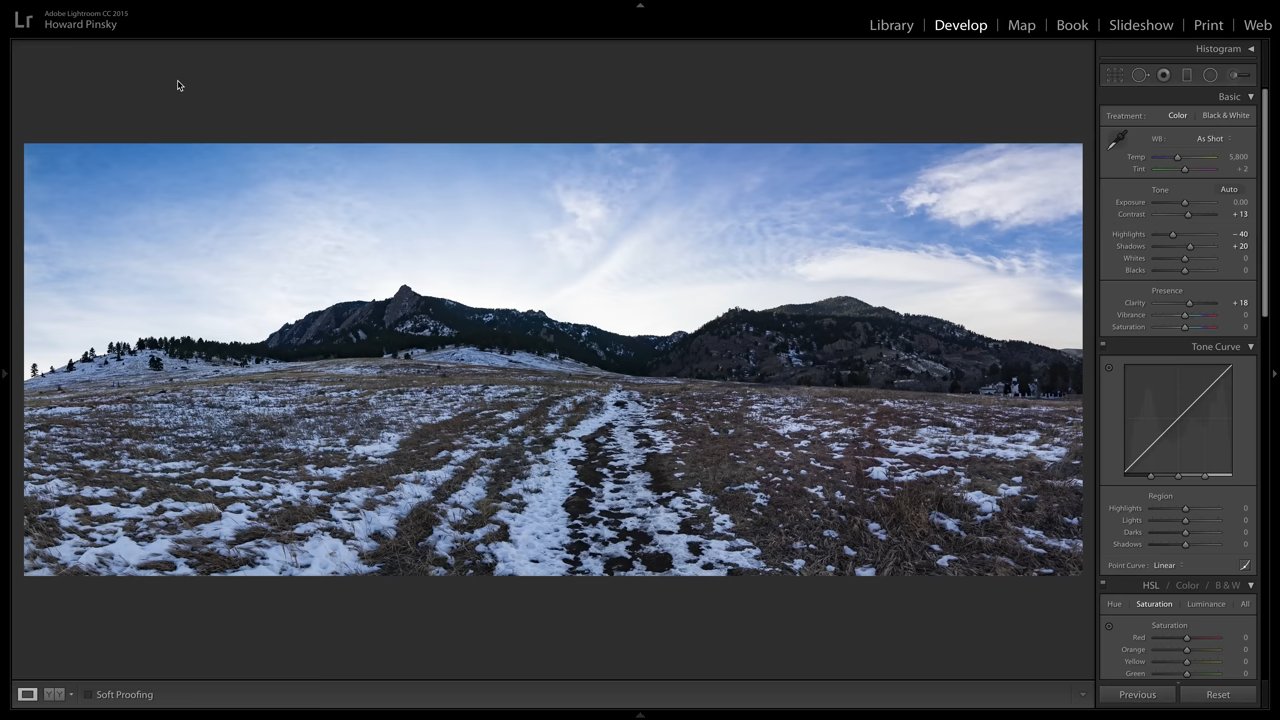 Lr
Adobe Lightroom CC 2015
Howard Pinsky
Library | Develop | Map | Book | Slideshow | Print | Web
Histogram
Basic
Treatment : Color Black & White
WB : As Shot
Temp 5,800
Tint + 2
Tone Auto
Exposure 0.00
Contrast + 13
Highlights − 40
Shadows + 20
Whites 0
Blacks 0
Presence
Clarity + 18
Vibrance 0
Saturation 0
Tone Curve
Region
Highlights 0
Lights 0
Darks 0
Shadows 0
Point Curve : Linear
HSL / Color / B & W
Hue Saturation Luminance All
Saturation
Red 0
Orange 0
Yellow 0
Green 0
YY Soft Proofing
Previous Reset